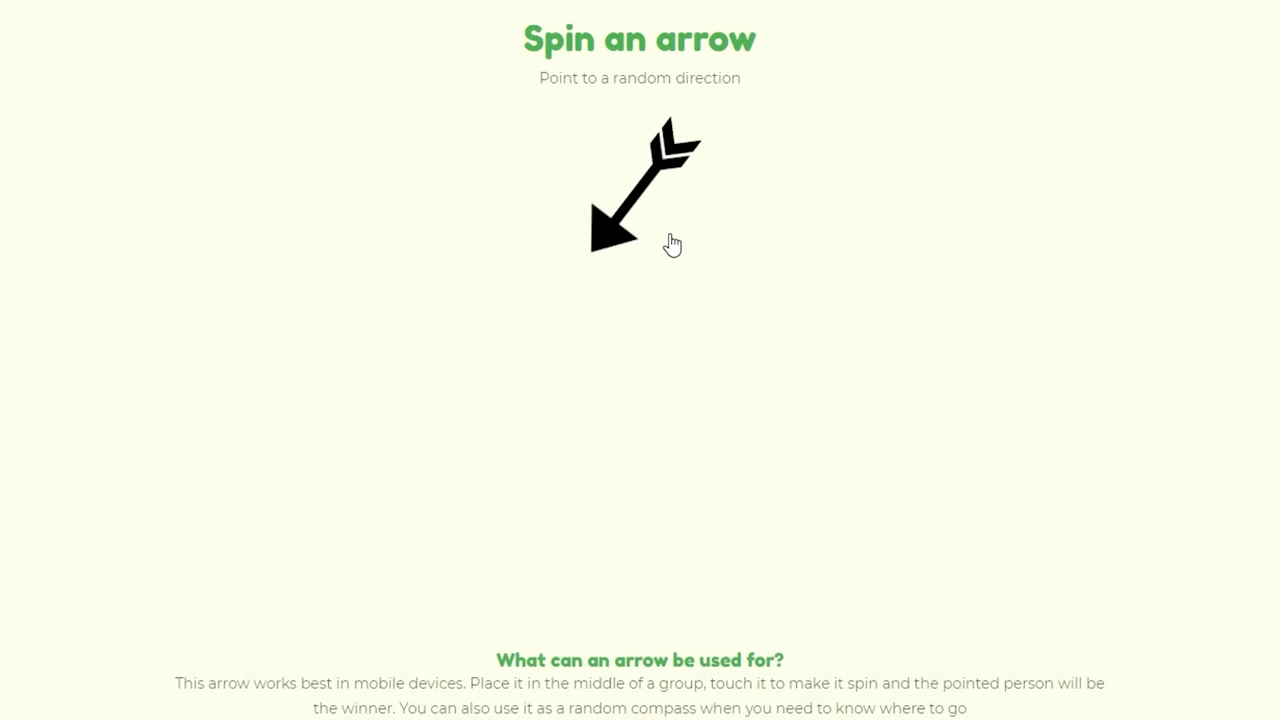 Spin an arrow
Point to a random direction
What can an arrow be used for?
This arrow works best in mobile devices. Place it in the middle of a group, touch it to make it spin and the pointed person will be
the winner. You can also use it as a random compass when you need to know where to go